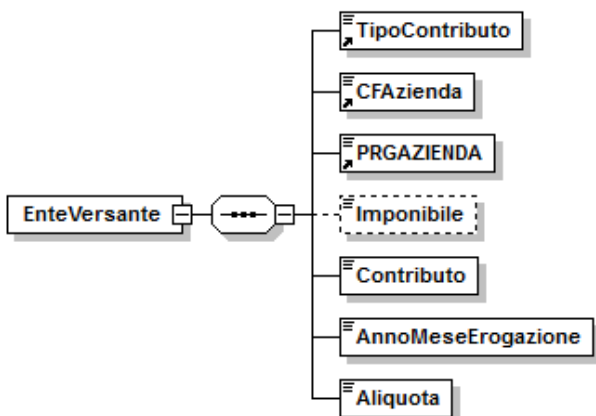 TipoContributo
CFAzienda
PRGAZIENDA
EnteVersante
Imponibile
Contributo
AnnoMeseErogazione
Aliquota